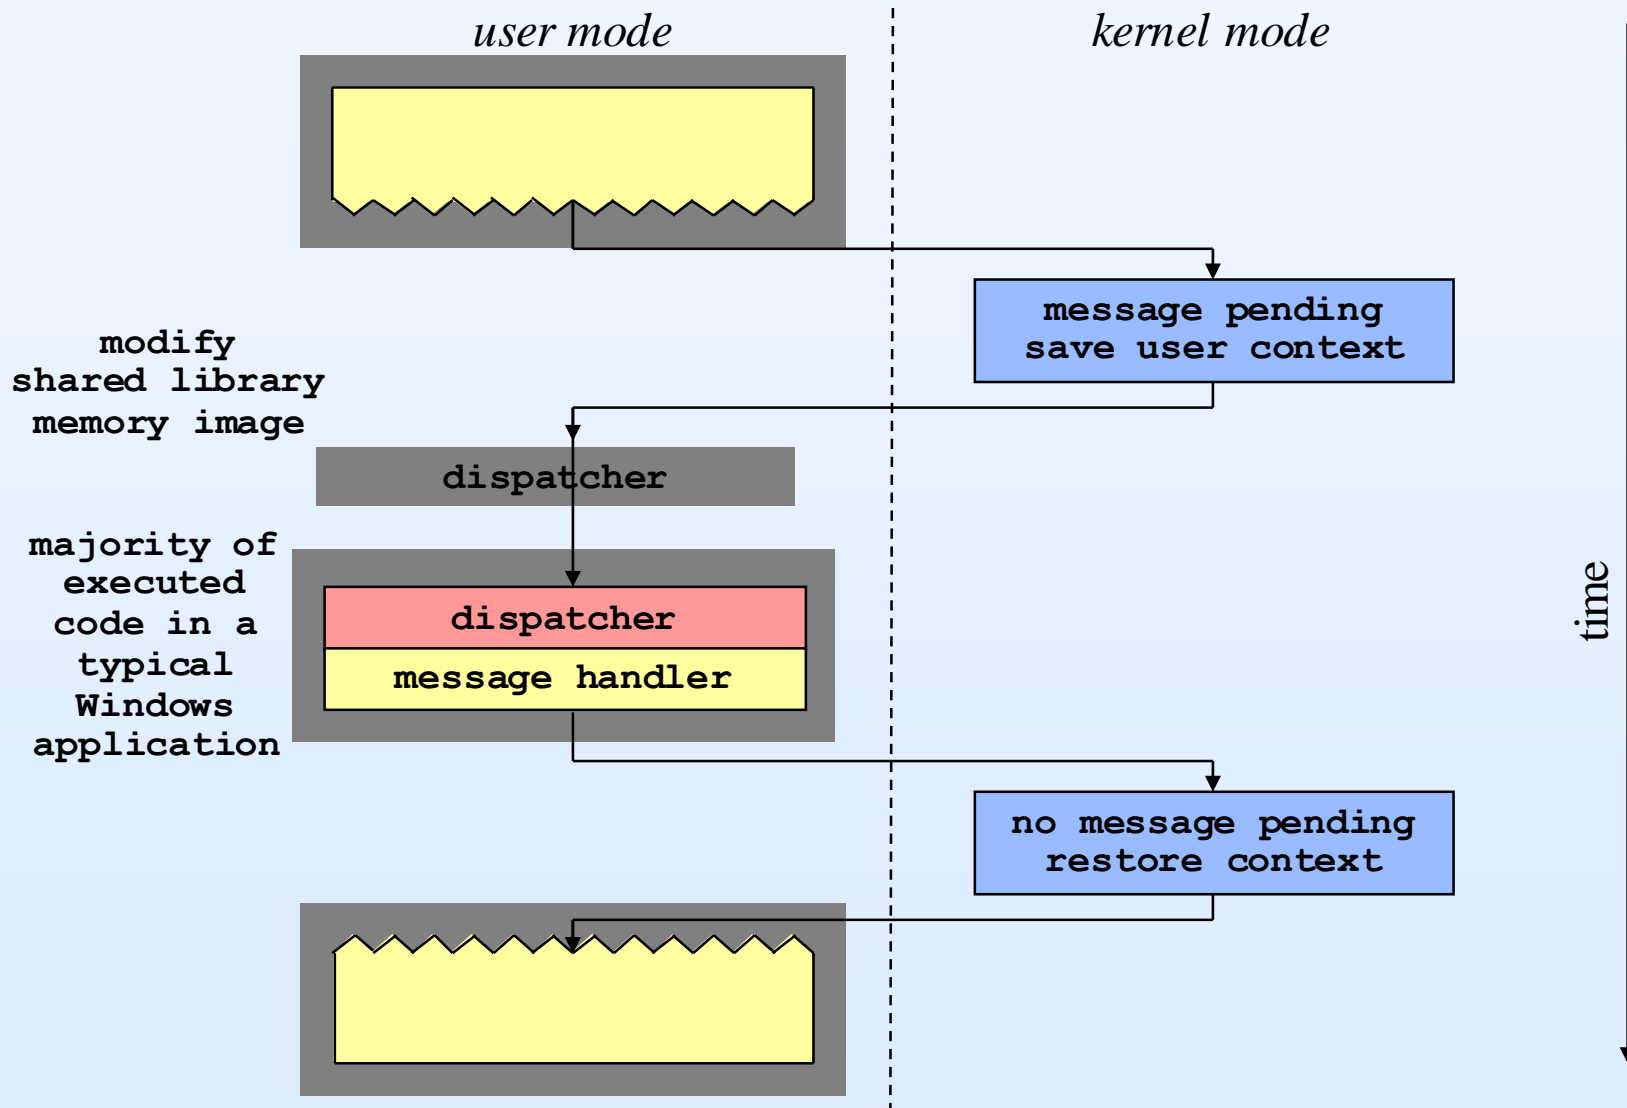 user mode
kernel mode
message pending
save user context
modify
shared library
memory image
dispatcher
majority of
executed
code in a
typical
Windows
application
dispatcher
message handler
time
no message pending
restore context